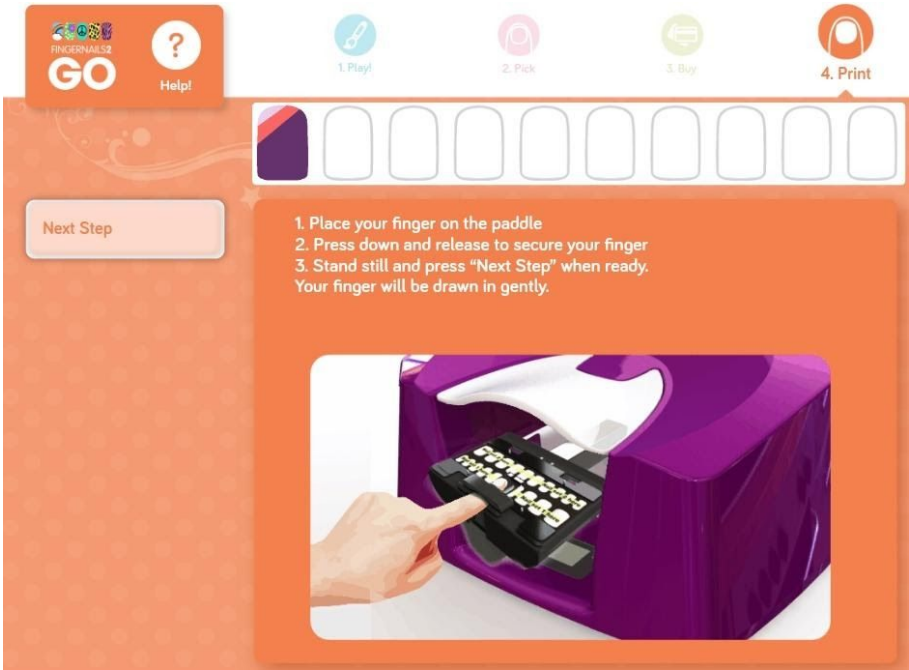 FINGERNAILS2
GO
?
Help!
1. Play!
2. Pick
3. Buy
4. Print
Next Step
1. Place your finger on the paddle
2. Press down and release to secure your finger
3. Stand still and press “Next Step” when ready.
Your finger will be drawn in gently.